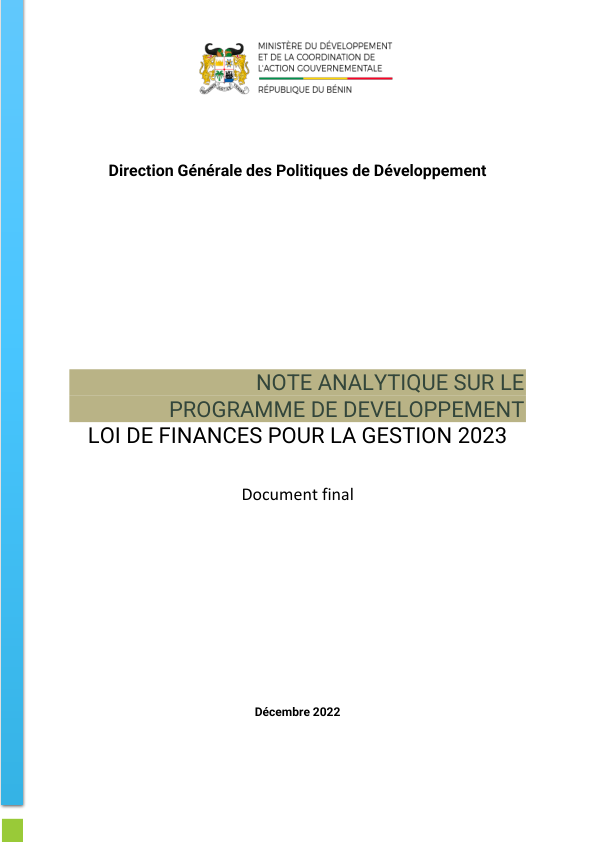 MINISTÈRE DU DÉVELOPPEMENT
ET DE LA COORDINATION DE
L'ACTION GOUVERNEMENTALE
RÉPUBLIQUE DU BÉNIN
Direction Générale des Politiques de Développement
NOTE ANALYTIQUE SUR LE
PROGRAMME DE DEVELOPPEMENT
LOI DE FINANCES POUR LA GESTION 2023
Document final
Décembre 2022